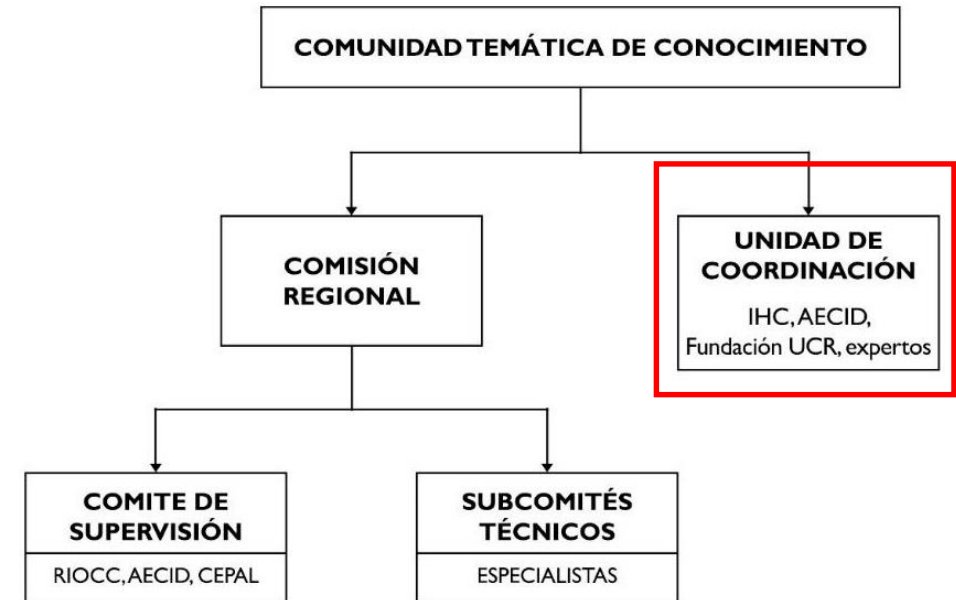 COMUNIDAD TEMÁTICA DE CONOCIMIENTO
COMISIÓN
REGIONAL
UNIDAD DE
COORDINACIÓN
IHC, AECID,
Fundación UCR, expertos
COMITE DE
SUPERVISIÓN
RIOCC, AECID, CEPAL
SUBCOMITÉS
TÉCNICOS
ESPECIALISTAS